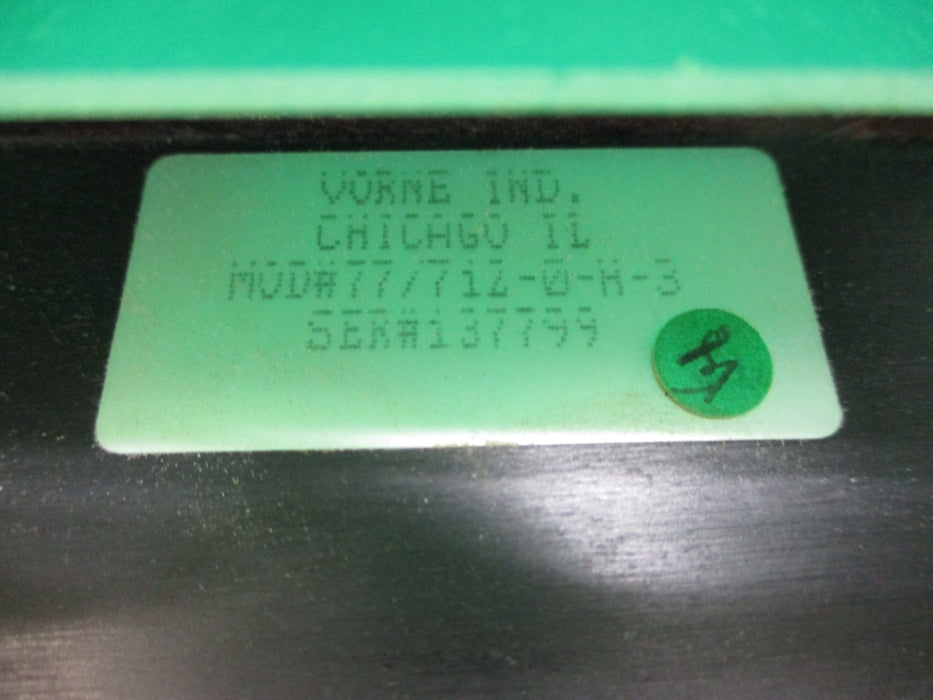 VORNE IND.
CHICAGO IL
MOD#77/712-0-H-3
SER#137799